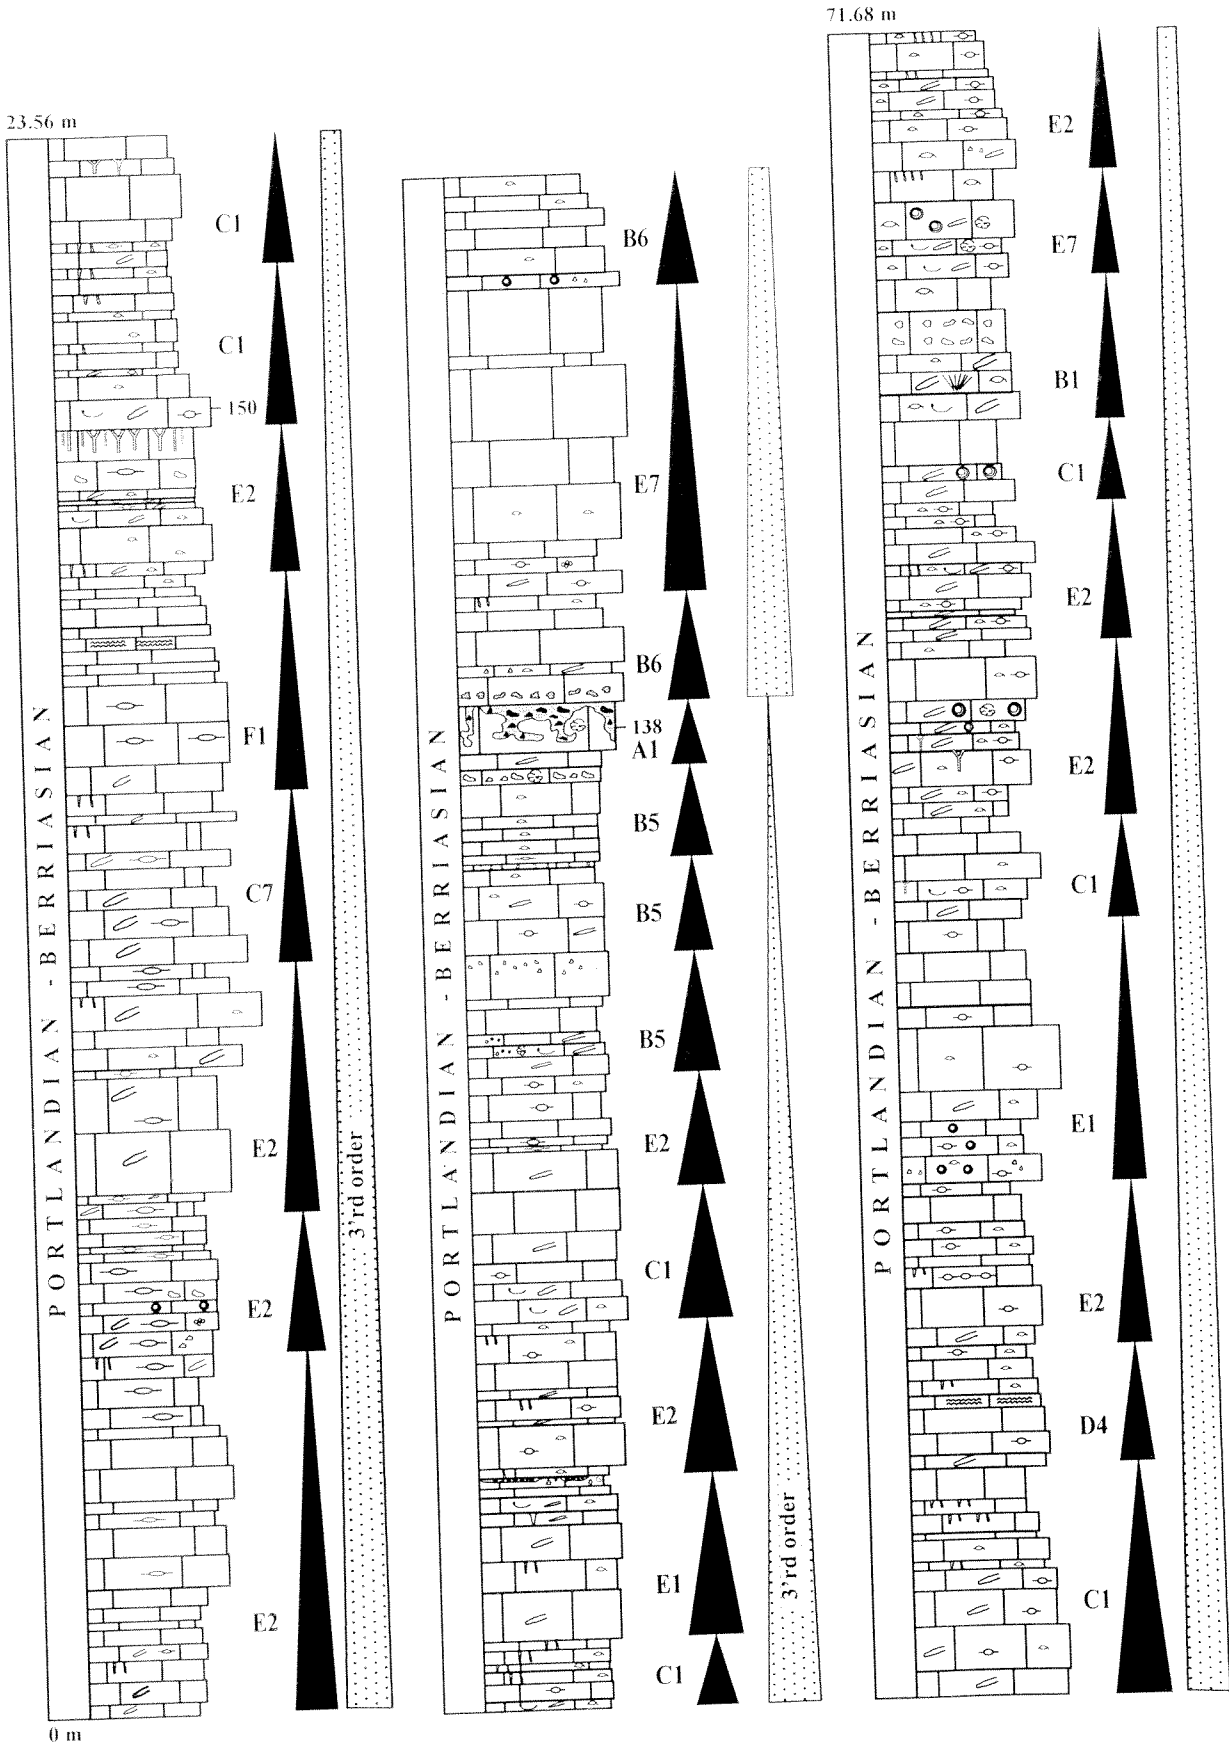 23.56 m
C1
C1
150
E2
F1
C7
E2
E2
E2
PORTLANDIAN - BERRIASIAN
3'rd order
0 m
B6
E7
B6
138
A1
B5
B5
B5
E2
C1
E2
E1
C1
PORTLANDIAN - BERRIASIAN
3'rd order
71.68 m
E2
E7
B1
C1
E2
E2
C1
E1
E2
D4
C1
PORTLANDIAN - BERRIASIAN